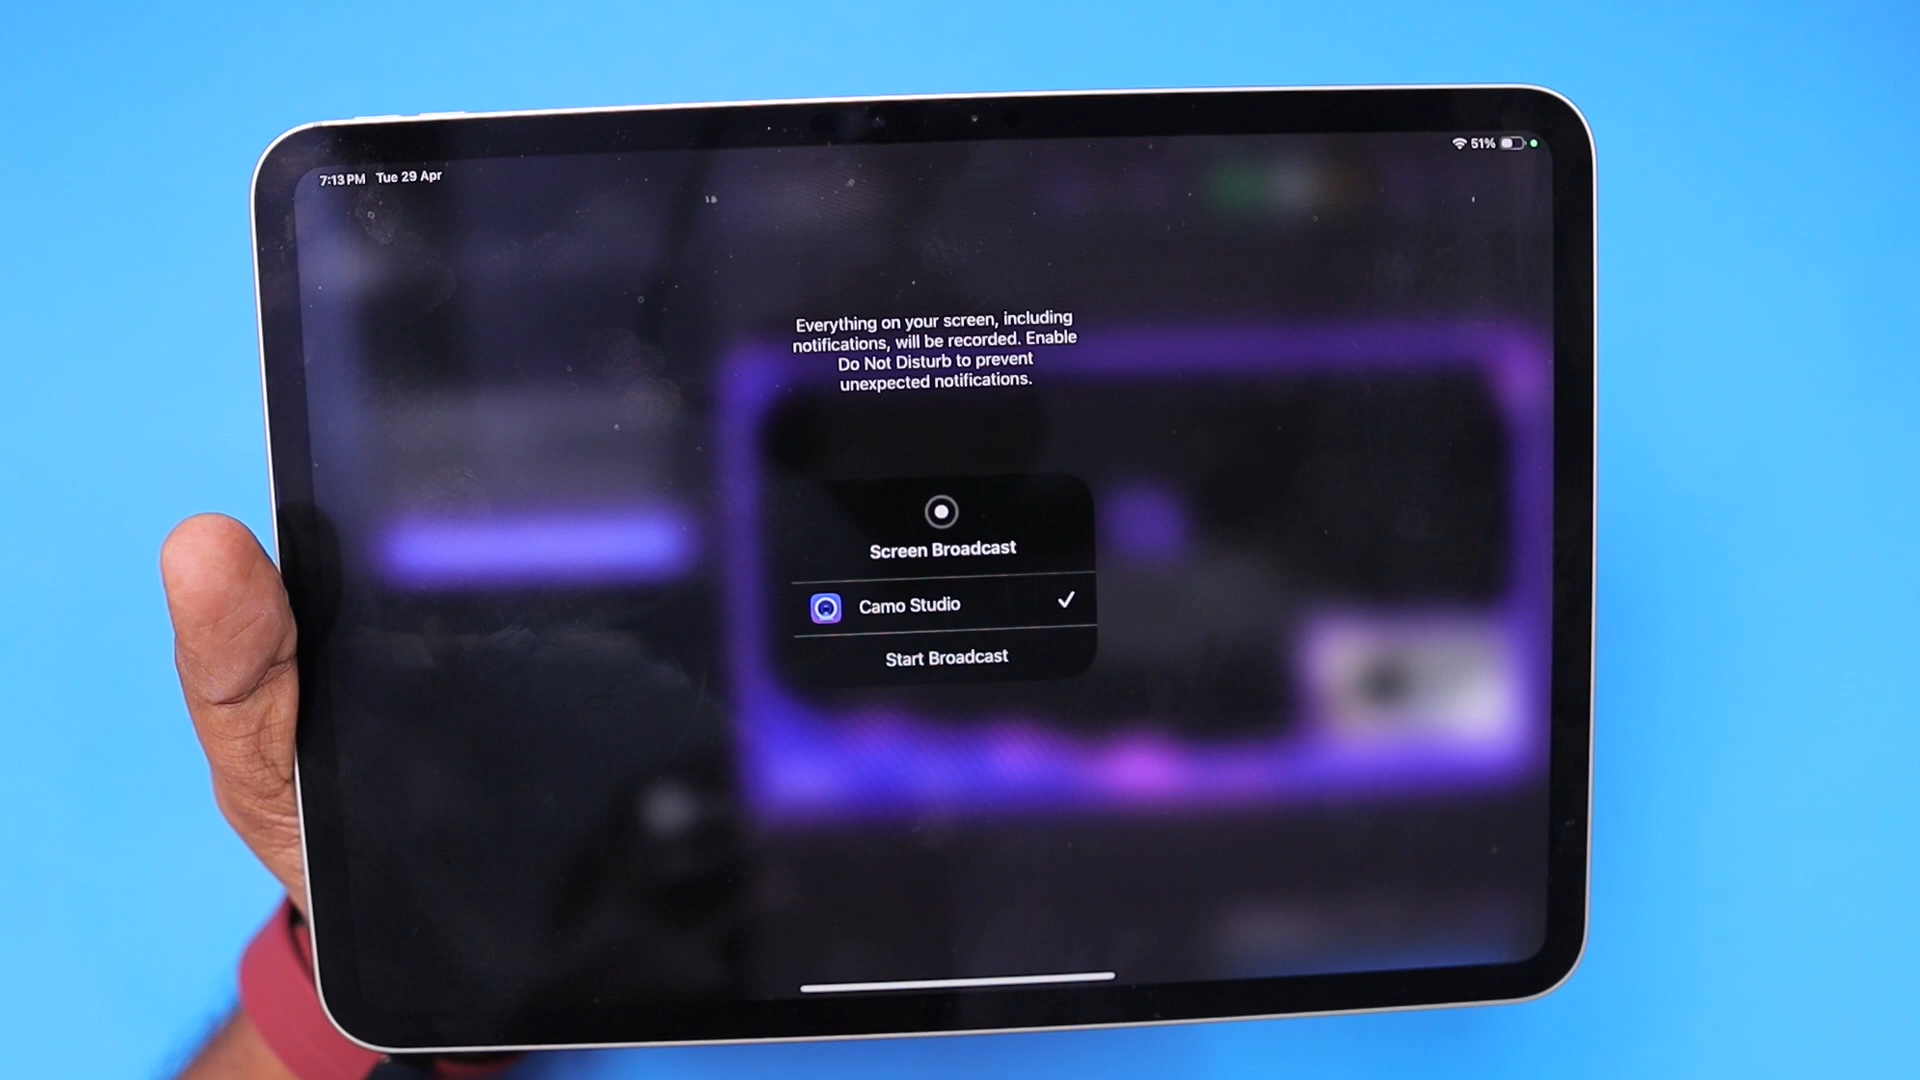 7:13 PM Tue 29 Apr
51%
Everything on your screen, including
notifications, will be recorded. Enable
Do Not Disturb to prevent
unexpected notifications.
Screen Broadcast
Camo Studio
Start Broadcast